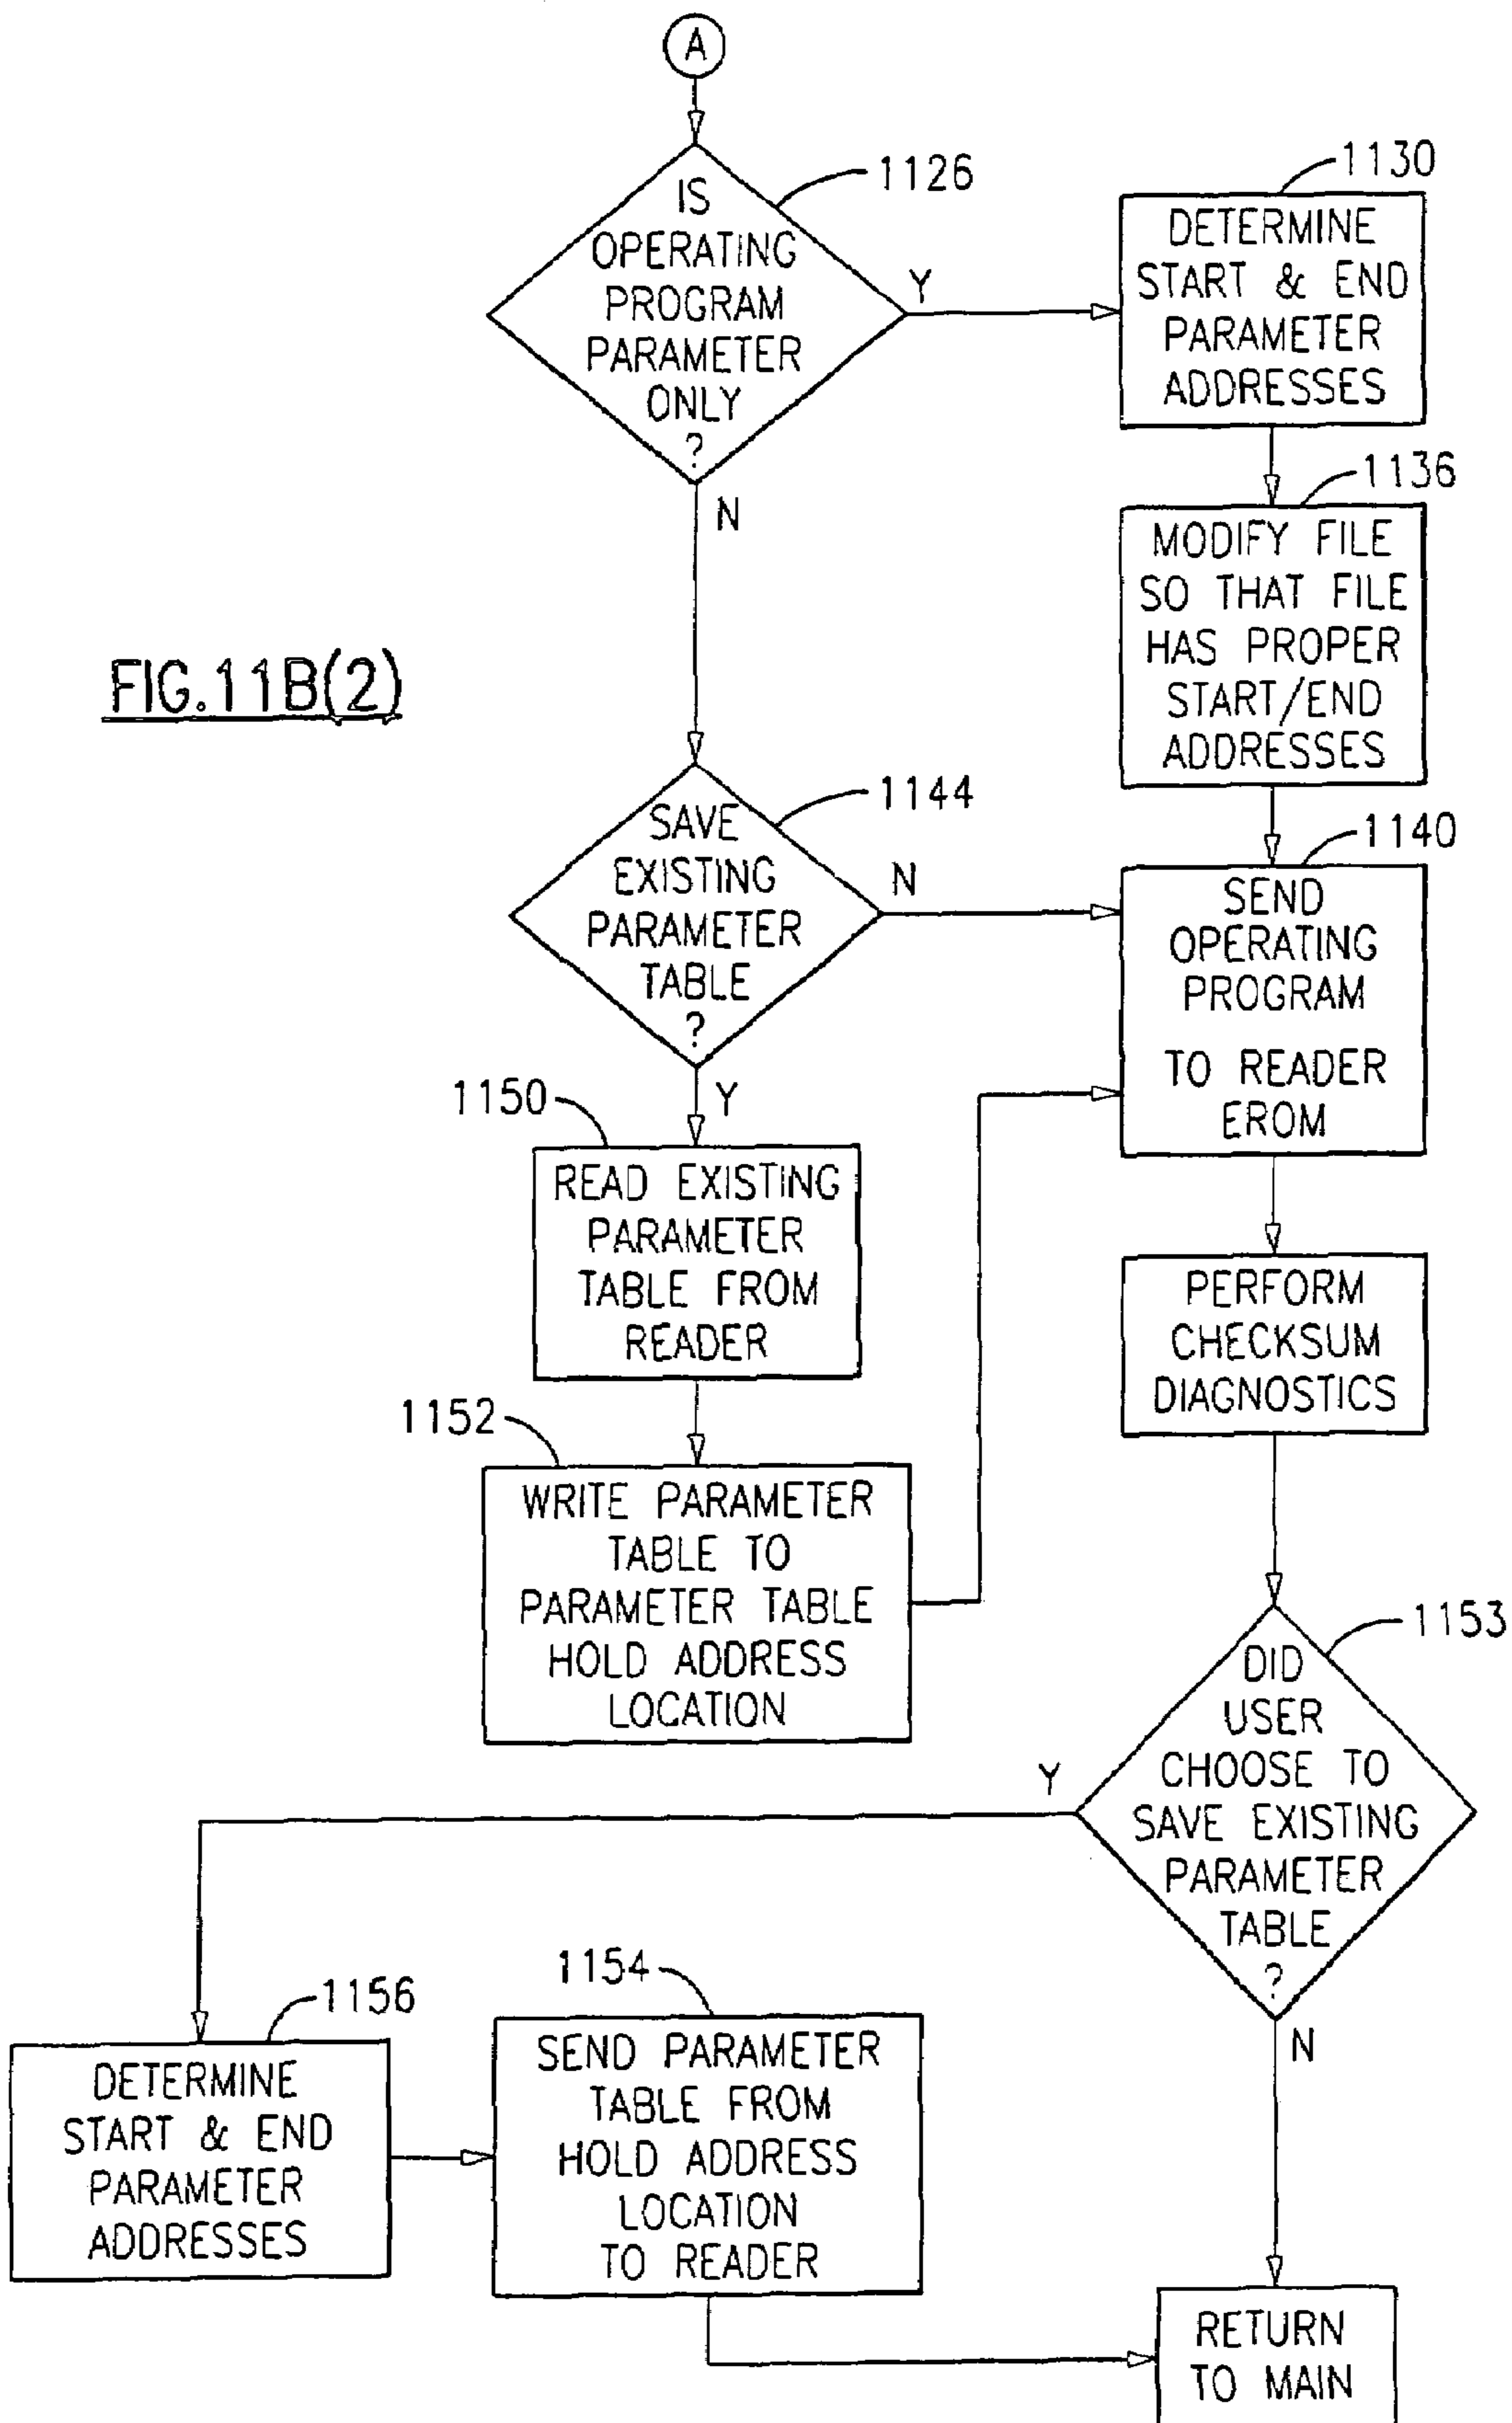 A
1126
IS
OPERATING
PROGRAM
PARAMETER
ONLY
?
Y
N
1130
DETERMINE
START & END
PARAMETER
ADDRESSES
1136
MODIFY FILE
SO THAT FILE
HAS PROPER
START/END
ADDRESSES
FIG.11B(2)
1144
SAVE
EXISTING
PARAMETER
TABLE
?
N
Y
1140
SEND
OPERATING
PROGRAM
TO READER
EROM
1150
READ EXISTING
PARAMETER
TABLE FROM
READER
PERFORM
CHECKSUM
DIAGNOSTICS
1152
WRITE PARAMETER
TABLE TO
PARAMETER TABLE
HOLD ADDRESS
LOCATION
1153
DID
USER
CHOOSE TO
SAVE EXISTING
PARAMETER
TABLE
?
Y
N
1156
DETERMINE
START & END
PARAMETER
ADDRESSES
1154
SEND PARAMETER
TABLE FROM
HOLD ADDRESS
LOCATION
TO READER
RETURN
TO MAIN